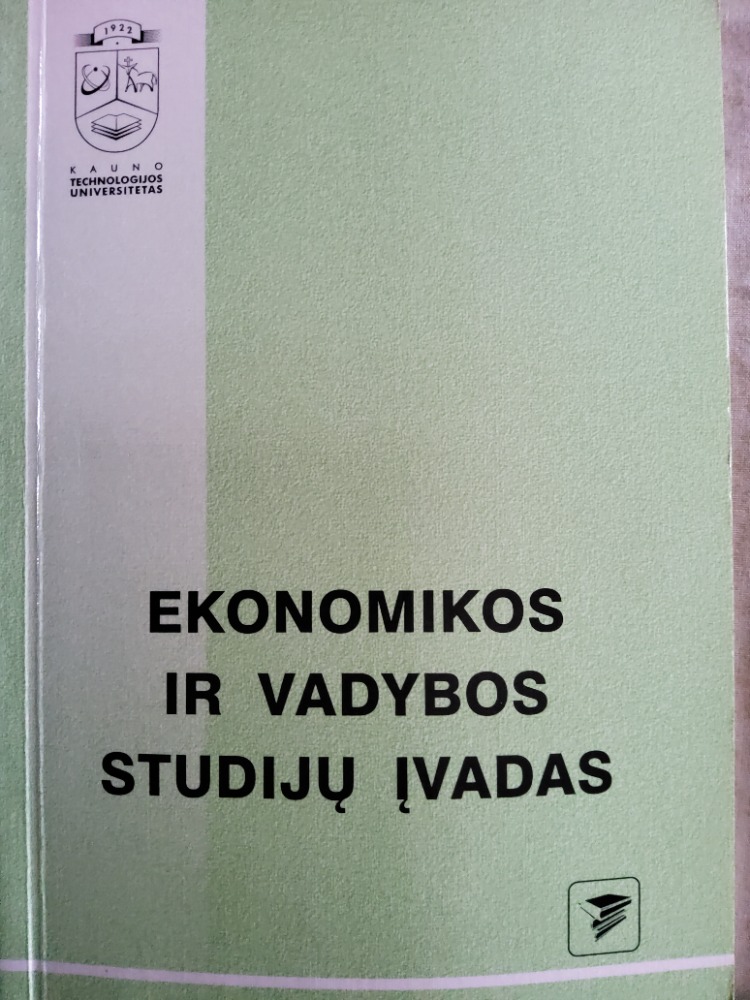 1922
KAUNO
TECHNOLOGIJOS
UNIVERSITETAS
EKONOMIKOS
IR VADYBOS
STUDIJŲ ĮVADAS